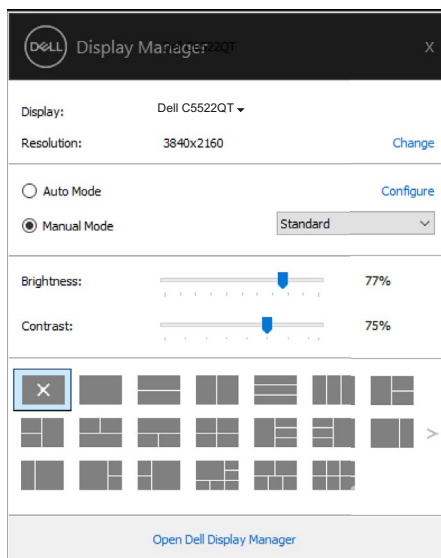 DELL Display Manager X
Display: Dell C5522QT
Resolution: 3840x2160 Change
Auto Mode Configure
Manual Mode Standard
Brightness: 77%
Contrast: 75%
Open Dell Display Manager